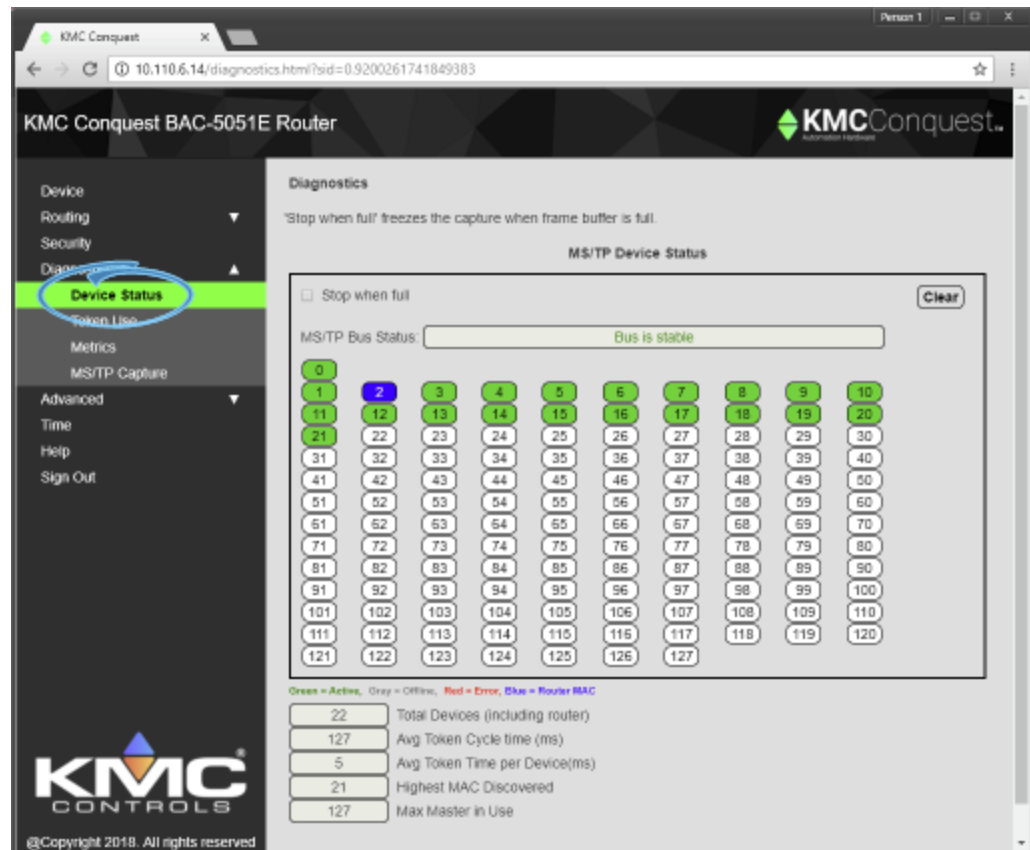 Person 1
KMC Conquest
10.110.6.14/diagnostics.html?sid=0.9200261741849383
KMC Conquest BAC-5051E Router
KMCConquest™
Automation Hardware
Device
Routing
Security
Device Status
Token Use
Metrics
MS/TP Capture
Advanced
Time
Help
Sign Out
Diagnostics
'Stop when full' freezes the capture when frame buffer is full.
MS/TP Device Status
Stop when full
Clear
MS/TP Bus Status: Bus is stable
0
1 2 3 4 5 6 7 8 9 10
11 12 13 14 15 16 17 18 19 20
21 22 23 24 25 26 27 28 29 30
31 32 33 34 35 36 37 38 39 40
41 42 43 44 45 46 47 48 49 50
51 52 53 54 55 56 57 58 59 60
61 62 63 64 65 66 67 68 69 70
71 72 73 74 75 76 77 78 79 80
81 82 83 84 85 86 87 88 89 90
91 92 93 94 95 96 97 98 99 100
101 102 103 104 105 106 107 108 109 110
111 112 113 114 115 116 117 118 119 120
121 122 123 124 125 126 127
Green = Active, Gray = Offline, Red = Error, Blue = Router MAC
22 Total Devices (including router)
127 Avg Token Cycle time (ms)
5 Avg Token Time per Device(ms)
21 Highest MAC Discovered
127 Max Master in Use
KMC®
CONTROLS
@Copyright 2018. All rights reserved